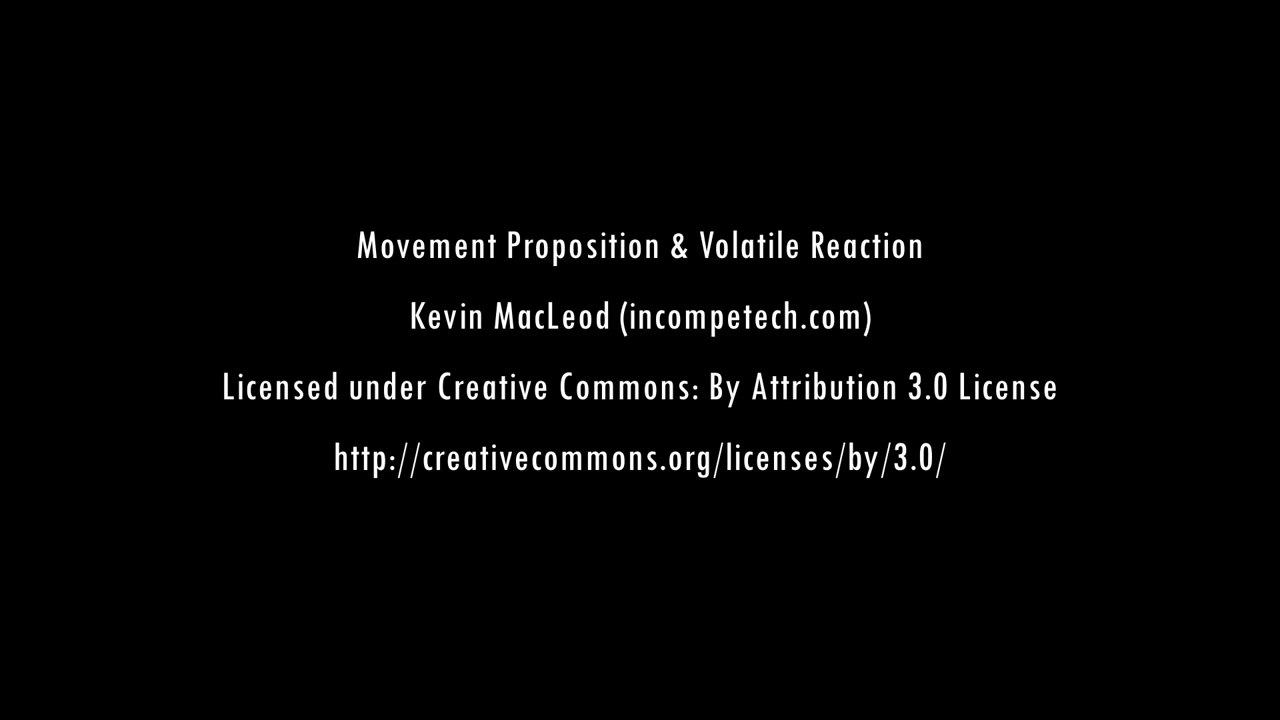 Movement Proposition & Volatile Reaction
Kevin MacLeod (incompetech.com)
Licensed under Creative Commons: By Attribution 3.0 License
http://creativecommons.org/licenses/by/3.0/